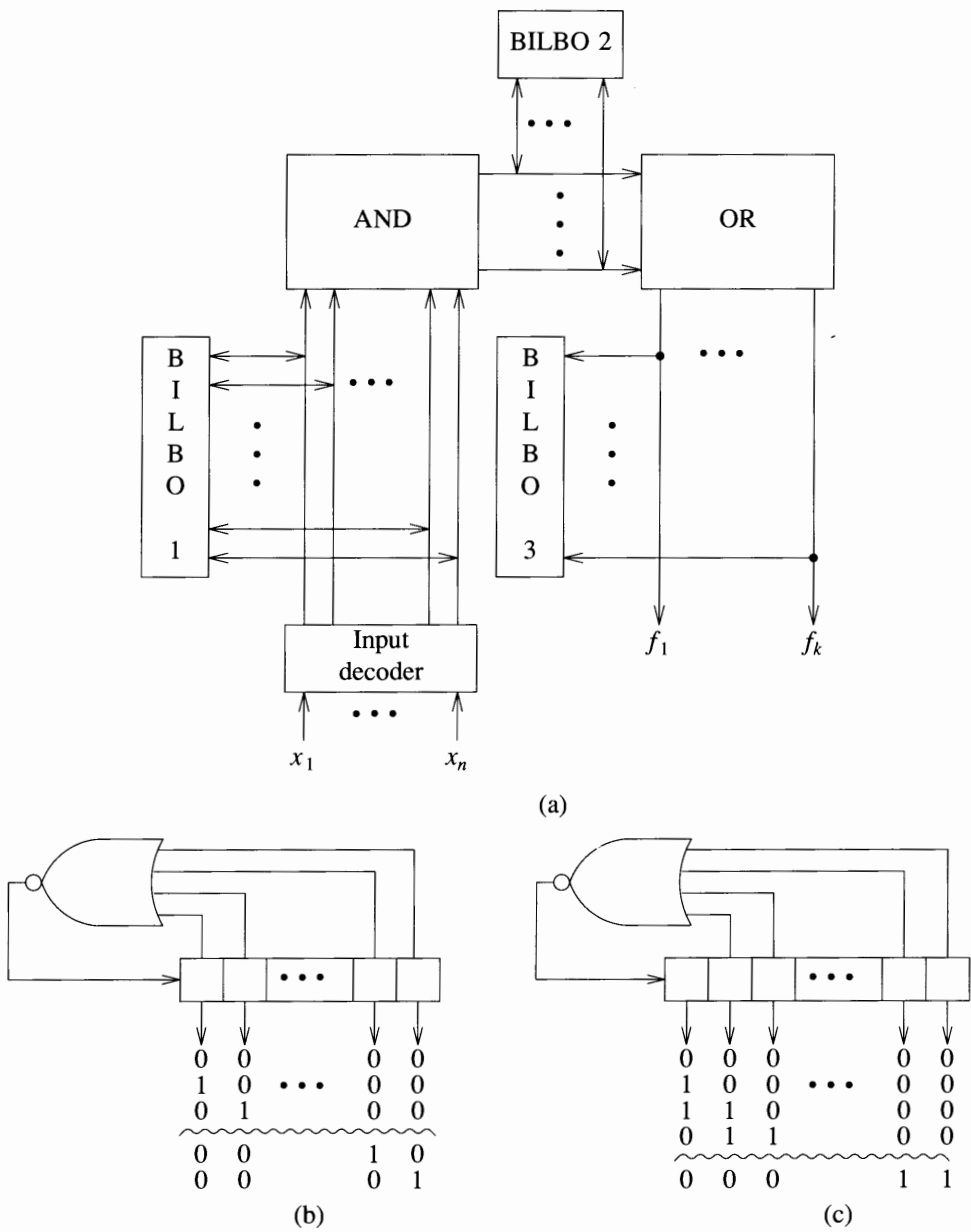 BILBO 2
AND
OR
B
I
L
B
O
1
B
I
L
B
O
3
Input
decoder
f1
fk
x1
xn
(a)
0 0 0 0
1 0 0 0
0 1 0 0
0 0 1 0
0 0 0 1
(b)
0 0 0 0 0
1 0 0 0 0
1 1 0 0 0
0 1 1 0 0
0 0 0 1 1
(c)